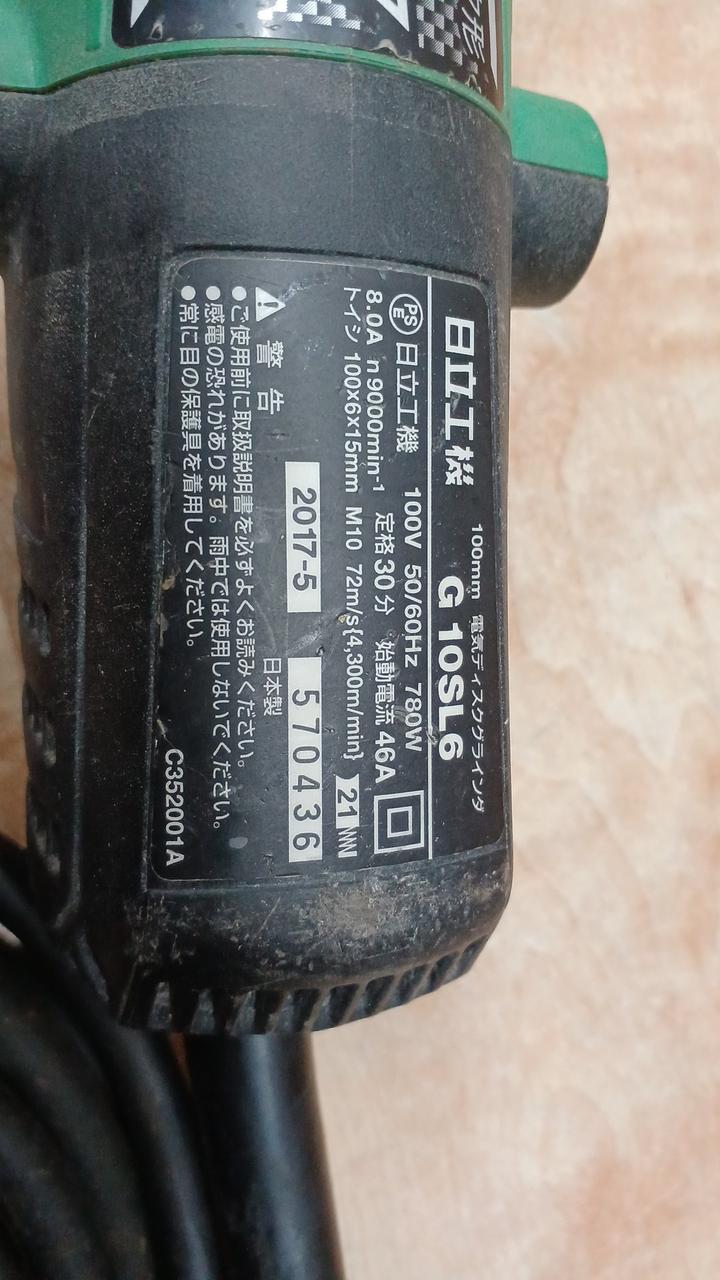 形
100mm 電気ディスクグラインダ
日立工機 G 10SL6
PS E 日立工機 100V 50/60Hz 780W
8.0A n 9000min-1 定格 30 分 始動電流 46A
トイシ 100x6x15mm M10 72m/s{4,300m/min} 21
2017-5 570436
警告 日本製
●ご使用前に取扱説明書を必ずよくお読みください。
●感電の恐れがあります。雨中では使用しないでください。
●常に目の保護具を着用してください。
C352001A